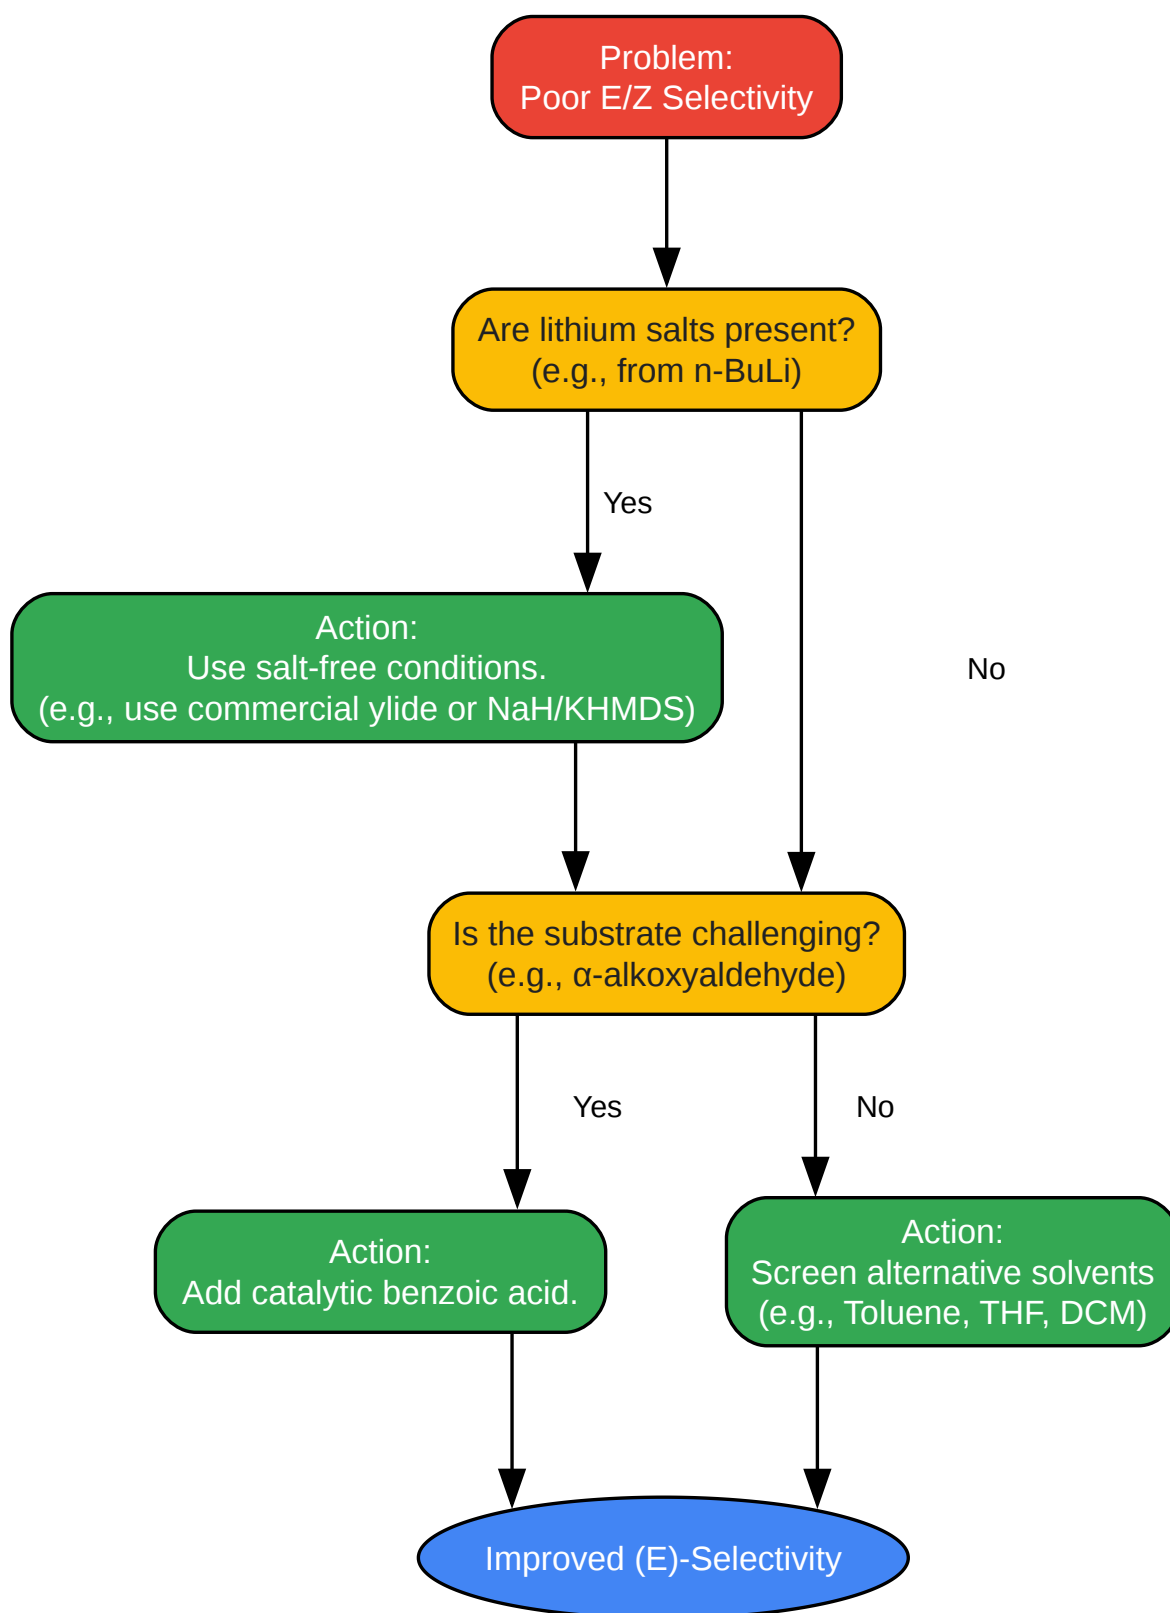 Problem:
Poor E/Z Selectivity
Are lithium salts present?
(e.g., from n-BuLi)
Yes
Action:
Use salt-free conditions.
(e.g., use commercial ylide or NaH/KHMDS)
No
Is the substrate challenging?
(e.g., α-alkoxyaldehyde)
Yes
No
Action:
Add catalytic benzoic acid.
Action:
Screen alternative solvents
(e.g., Toluene, THF, DCM)
Improved (E)-Selectivity